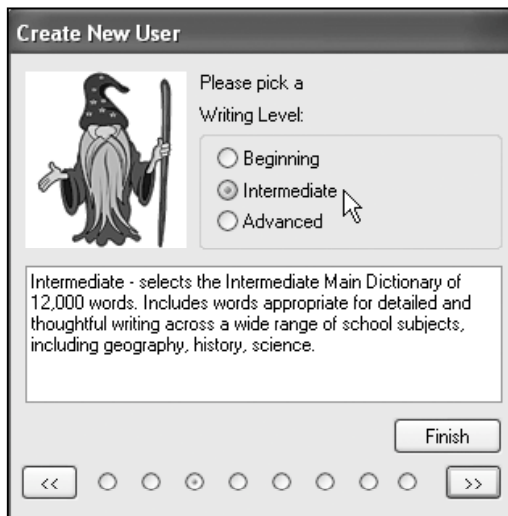 Create New User
Please pick a
Writing Level:
Beginning
Intermediate
Advanced
Intermediate - selects the Intermediate Main Dictionary of
12,000 words. Includes words appropriate for detailed and
thoughtful writing across a wide range of school subjects,
including geography, history, science.
Finish
<< >>